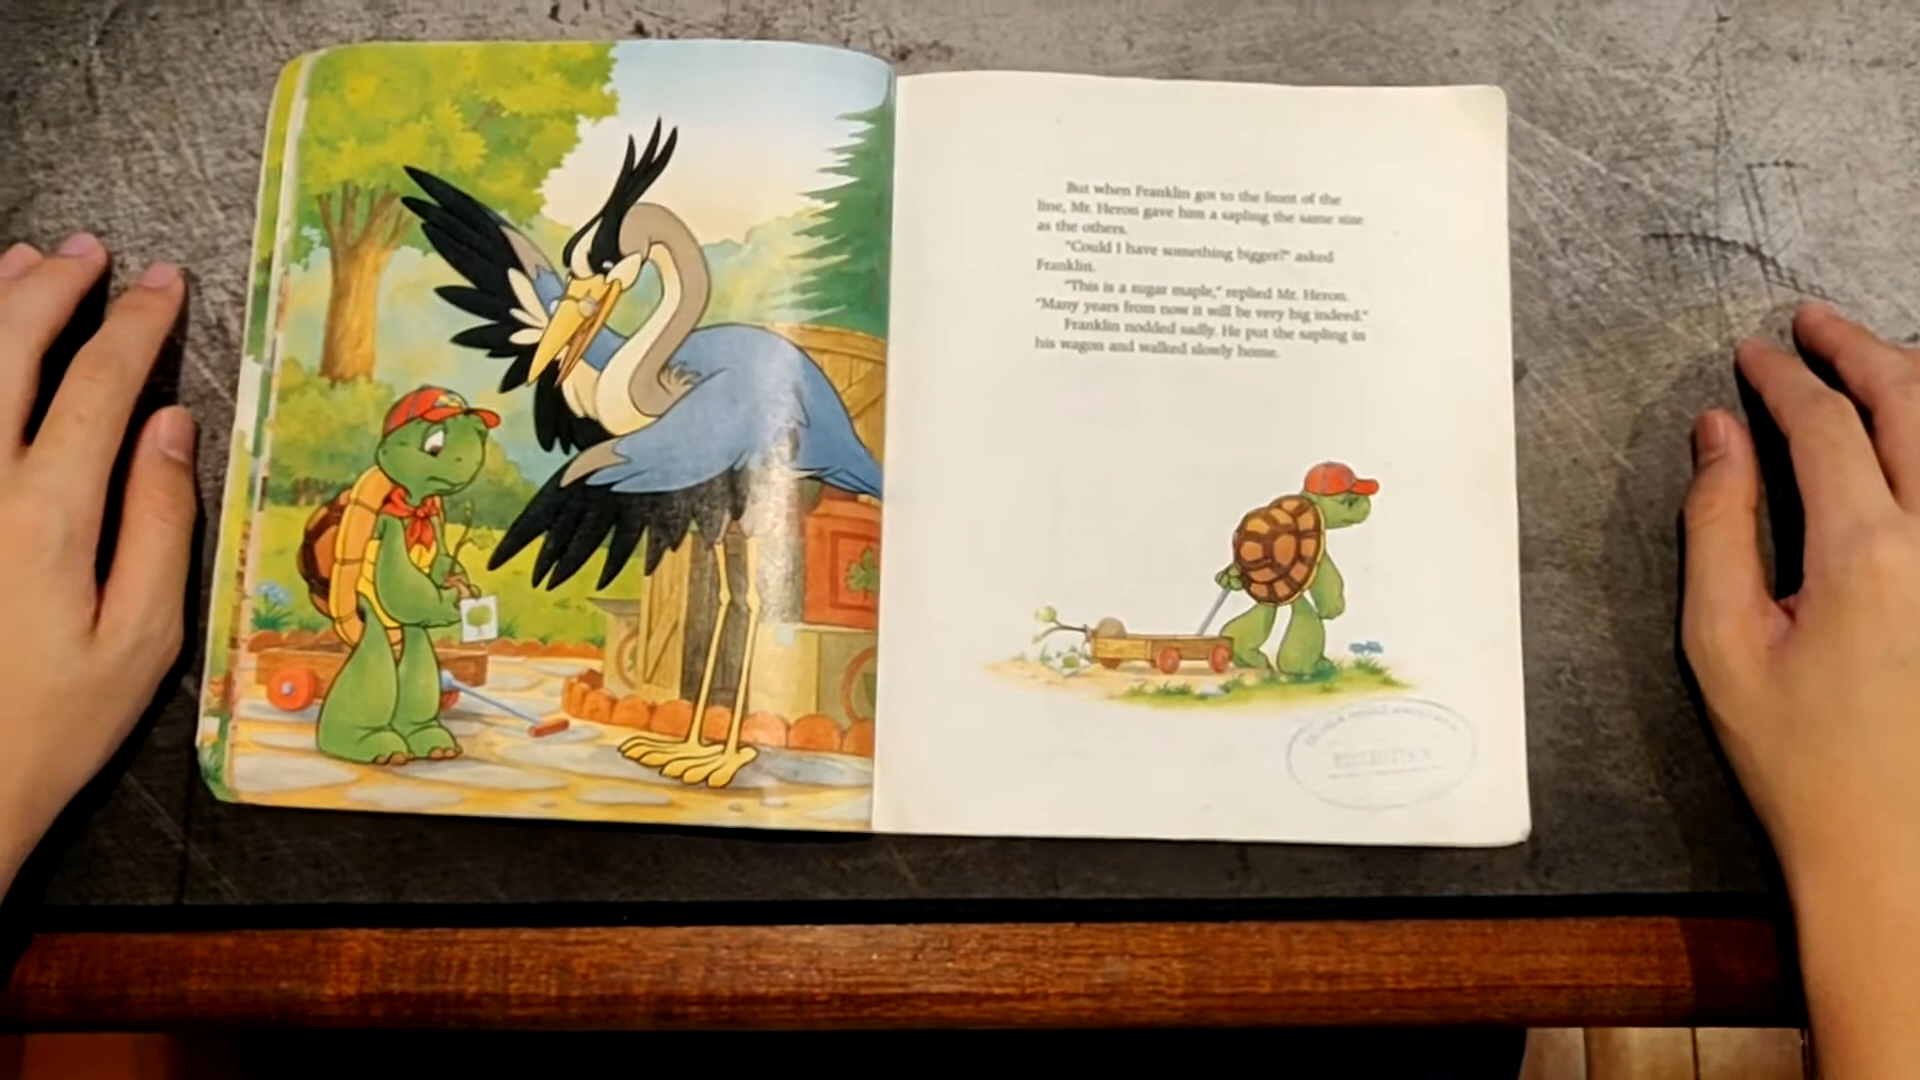 But when Franklin got to the front of the
line, Mr. Heron gave him a sapling the same size
as the others.
"Could I have something bigger?" asked
Franklin.
"This is a sugar maple," replied Mr. Heron.
"Many years from now it will be very big indeed."
Franklin nodded sadly. He put the sapling in
his wagon and walked slowly home.